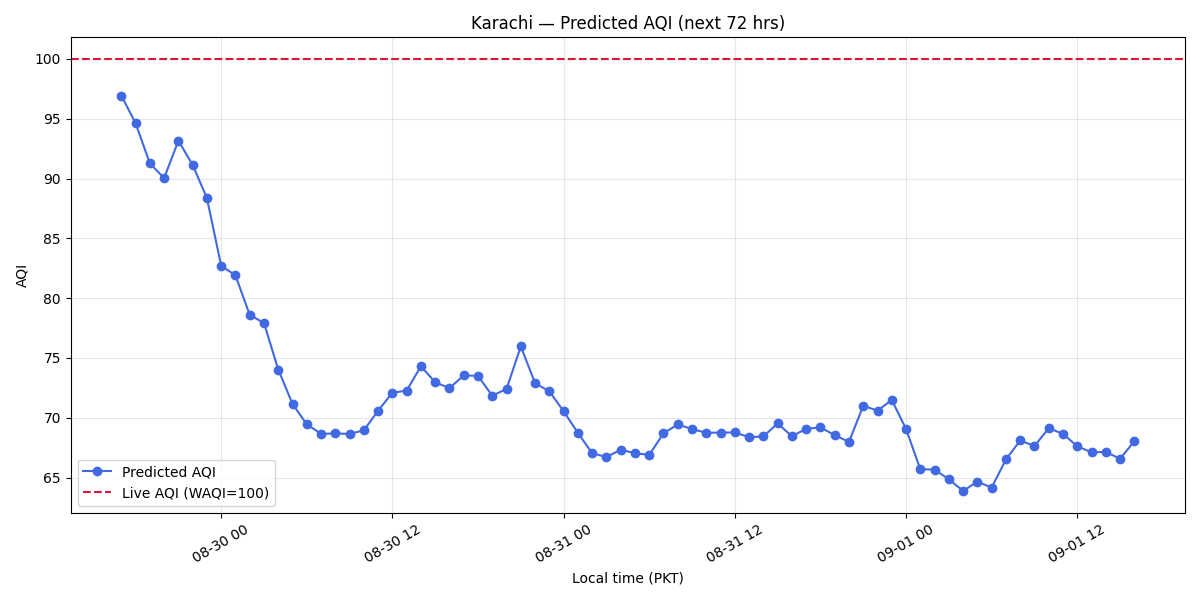 Karachi — Predicted AQI (next 72 hrs)
AQI
100
95
90
85
80
75
70
65
Predicted AQI
Live AQI (WAQI=100)
08-30 00
08-30 12
08-31 00
08-31 12
09-01 00
09-01 12
Local time (PKT)